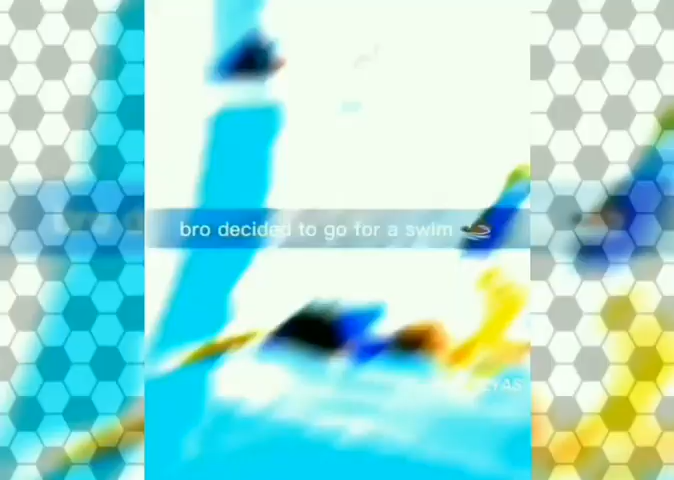 bro decided to go for a swim 🏊